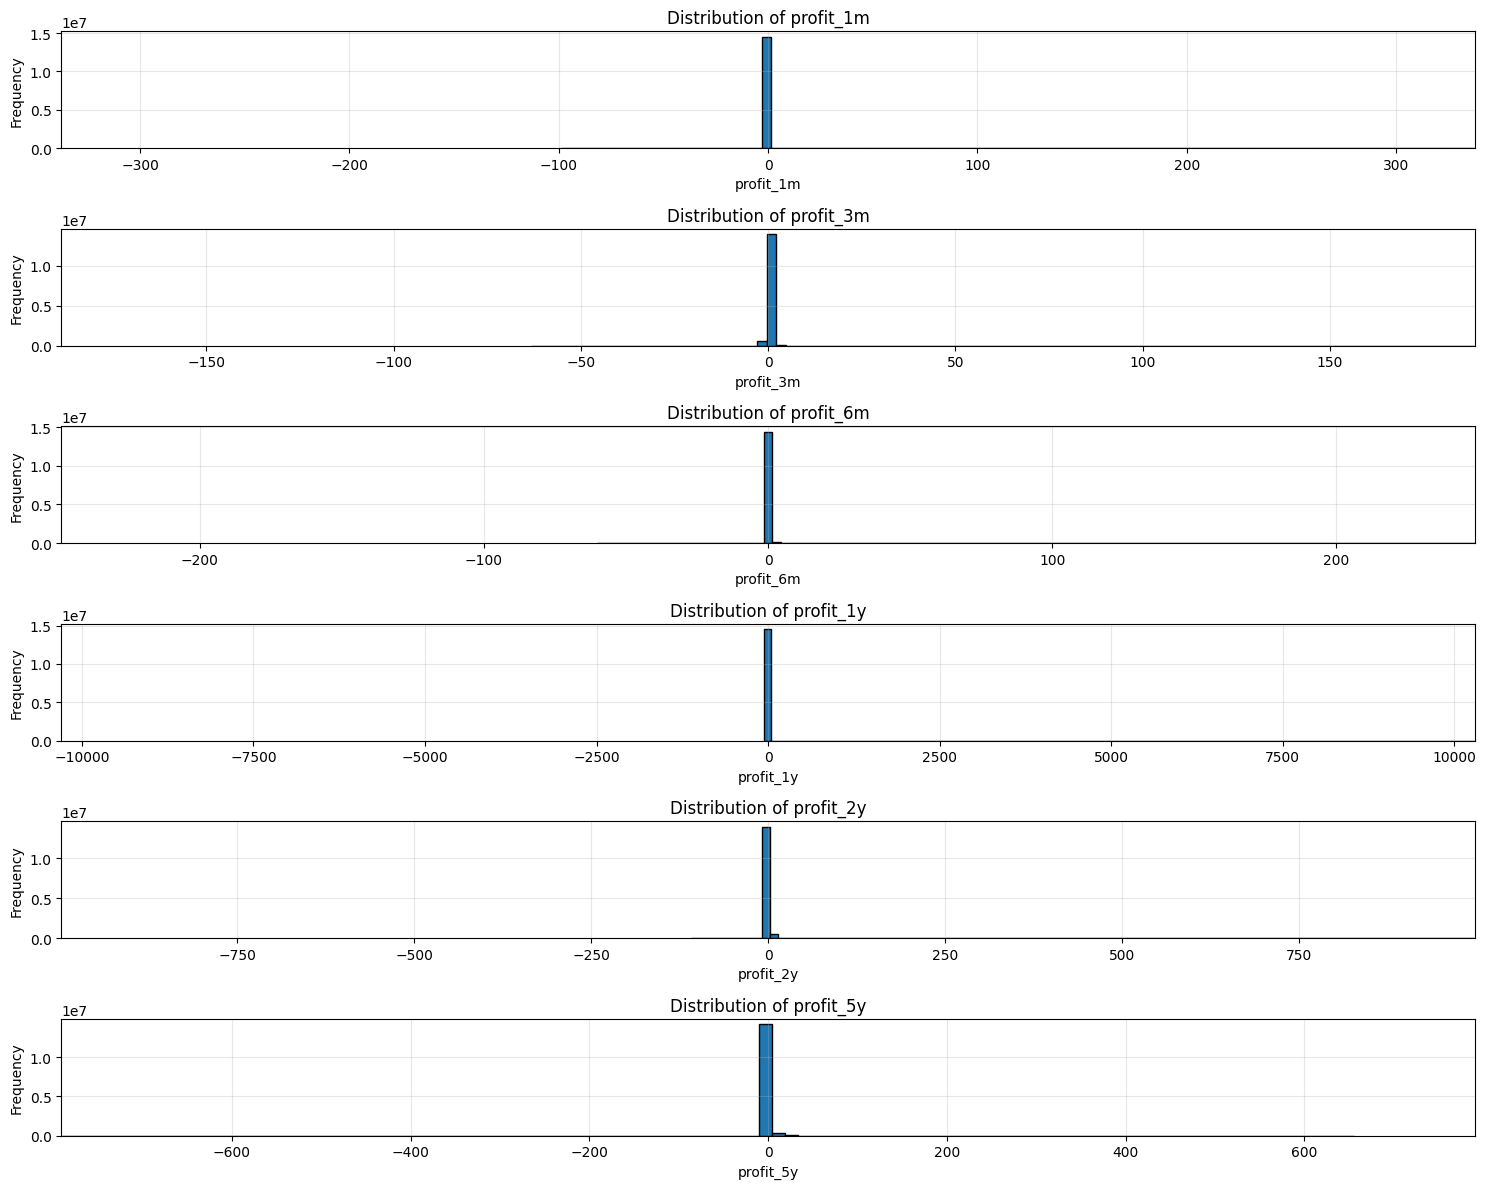 Distribution of profit_1m
1e7
1.5
1.0
0.5
0.0
Frequency
−300 −200 −100 0 100 200 300
profit_1m
Distribution of profit_3m
1e7
1.0
0.5
0.0
Frequency
−150 −100 −50 0 50 100 150
profit_3m
Distribution of profit_6m
1e7
1.5
1.0
0.5
0.0
Frequency
−200 −100 0 100 200
profit_6m
Distribution of profit_1y
1e7
1.5
1.0
0.5
0.0
Frequency
−10000 −7500 −5000 −2500 0 2500 5000 7500 10000
profit_1y
Distribution of profit_2y
1e7
1.0
0.5
0.0
Frequency
−750 −500 −250 0 250 500 750
profit_2y
Distribution of profit_5y
1e7
1.0
0.5
0.0
Frequency
−600 −400 −200 0 200 400 600
profit_5y